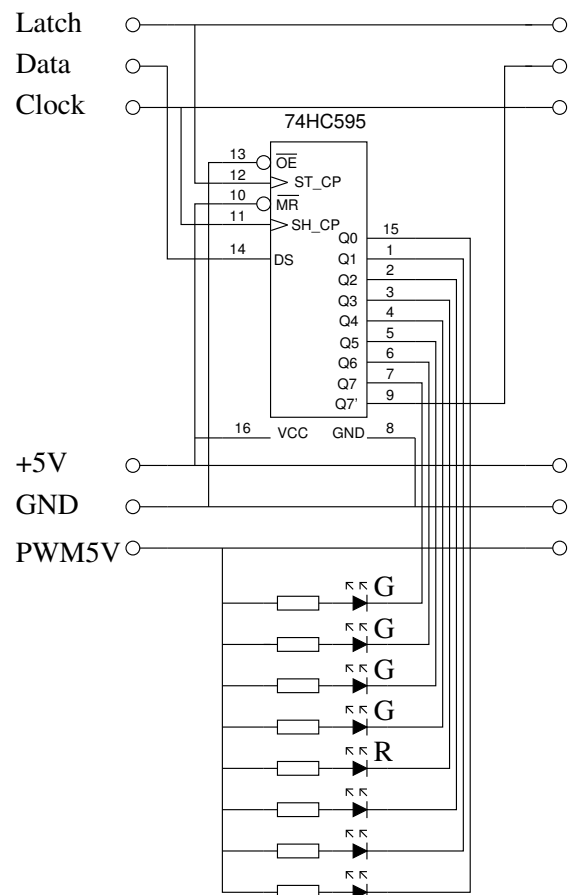 Latch
Data
Clock
74HC595
13 OE
12 ST_CP
10 MR
11 SH_CP
14 DS
Q0 15
Q1 1
Q2 2
Q3 3
Q4 4
Q5 5
Q6 6
Q7 7
Q7' 9
16 VCC GND 8
+5V
GND
PWM5V
G
G
G
G
R